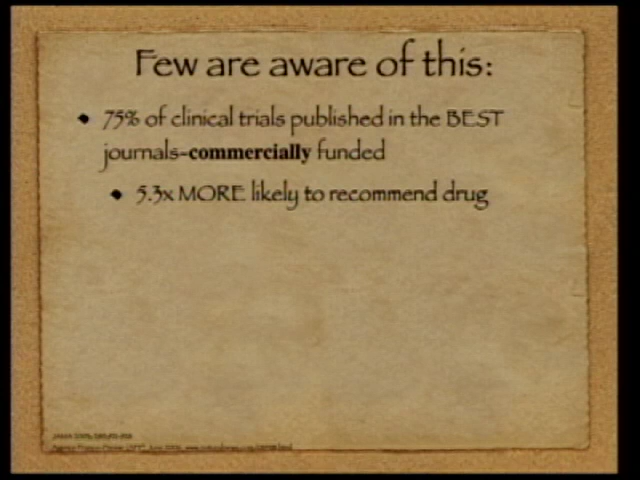 Few are aware of this:
• 75% of clinical trials published in the BEST
journals-commercially funded
• 5.3x MORE likely to recommend drug